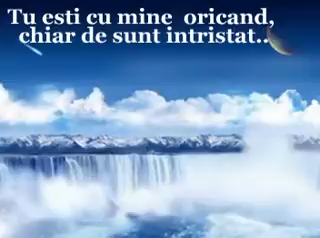 Tu esti cu mine oricand,
chiar de sunt intristat..